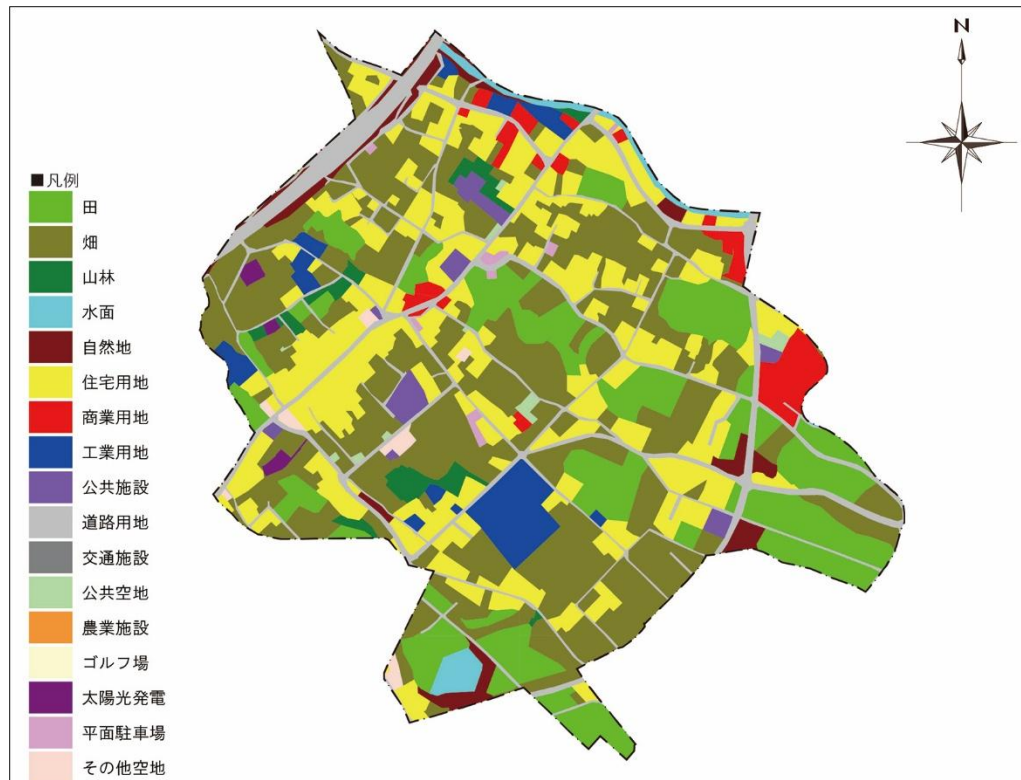 N
■凡例
田
畑
山林
水面
自然地
住宅用地
商業用地
工業用地
公共施設
道路用地
交通施設
公共空地
農業施設
ゴルフ場
太陽光発電
平面駐車場
その他空地